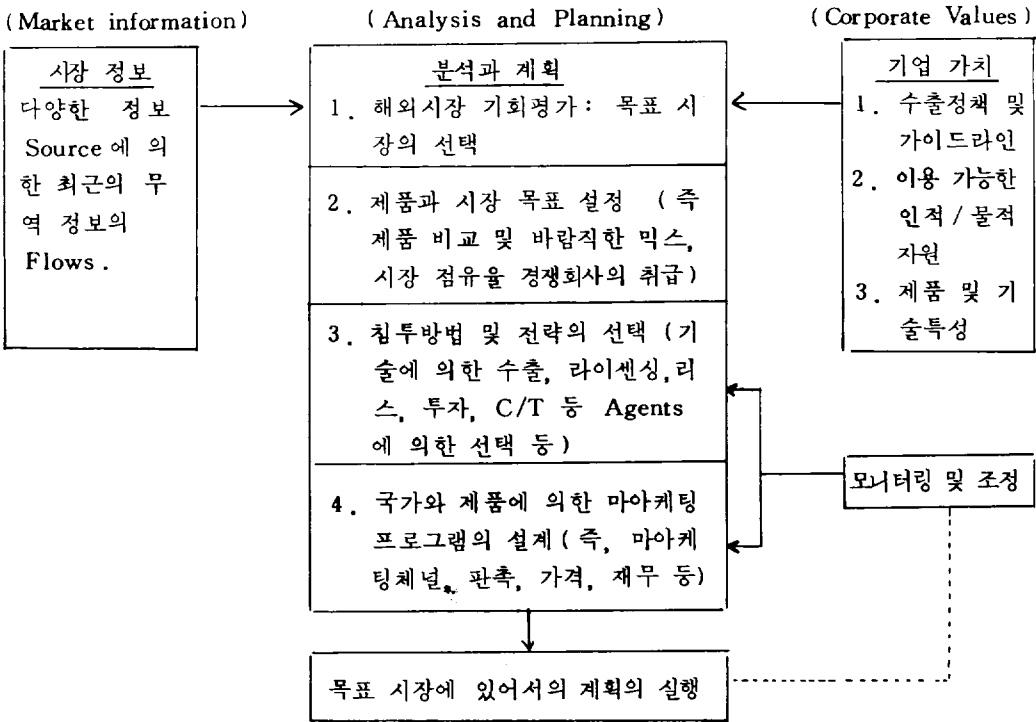 (Market information)
시장 정보
다양한 정보
Source에 의
한 최근의 무
역 정보의
Flows.
(Analysis and Planning)
분석과 계획
1. 해외시장 기회평가: 목표 시
장의 선택
2. 제품과 시장 목표 설정 (즉
제품 비교 및 바람직한 믹스,
시장 점유율 경쟁회사의 취급)
3. 침투방법 및 전략의 선택 (기
술에 의한 수출, 라이쎈싱, 리
스, 투자, C/T 등 Agents
에 의한 선택 등)
4. 국가와 제품에 의한 마아케팅
프로그램의 설계(즉, 마아케
팅체널, 판촉, 가격, 재무 등)
목표 시장에 있어서의 계획의 실행
(Corporate Values)
기업 가치
1. 수출정책 및
가이드라인
2. 이용 가능한
인적/물적
자원
3. 제품 및 기
술특성
모니터링 및 조정